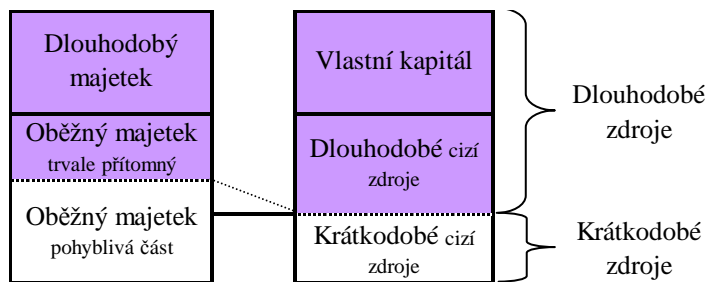 Dlouhodobý
majetek
Oběžný majetek
trvale přítomný
Oběžný majetek
pohyblivá část
Vlastní kapitál
Dlouhodobé cizí
zdroje
Krátkodobé cizí
zdroje
Dlouhodobé
zdroje
Krátkodobé
zdroje